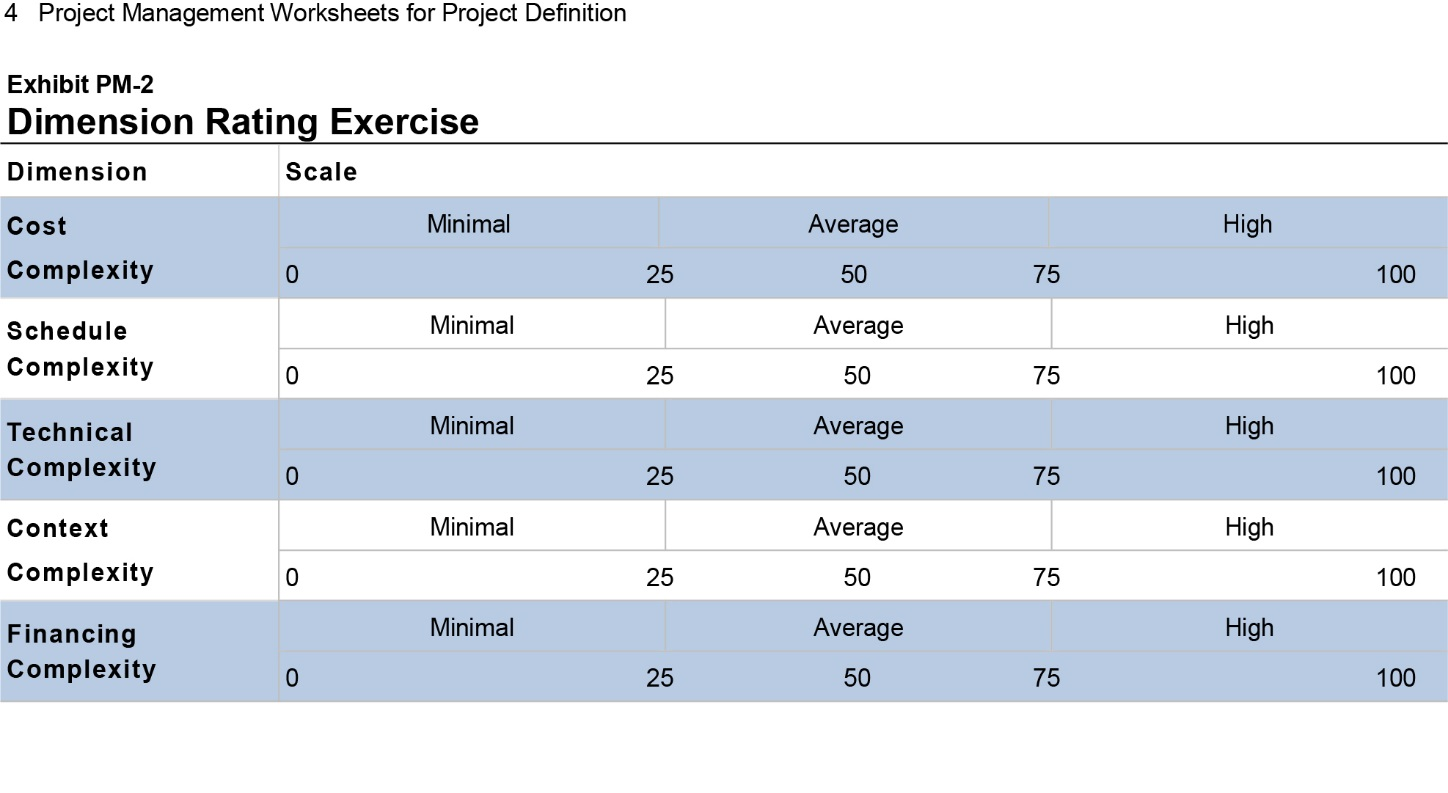 4 Project Management Worksheets for Project Definition
Exhibit PM-2
Dimension Rating Exercise
Dimension Scale
Cost Complexity Minimal Average High
0 25 50 75 100
Schedule Complexity Minimal Average High
0 25 50 75 100
Technical Complexity Minimal Average High
0 25 50 75 100
Context Complexity Minimal Average High
0 25 50 75 100
Financing Complexity Minimal Average High
0 25 50 75 100